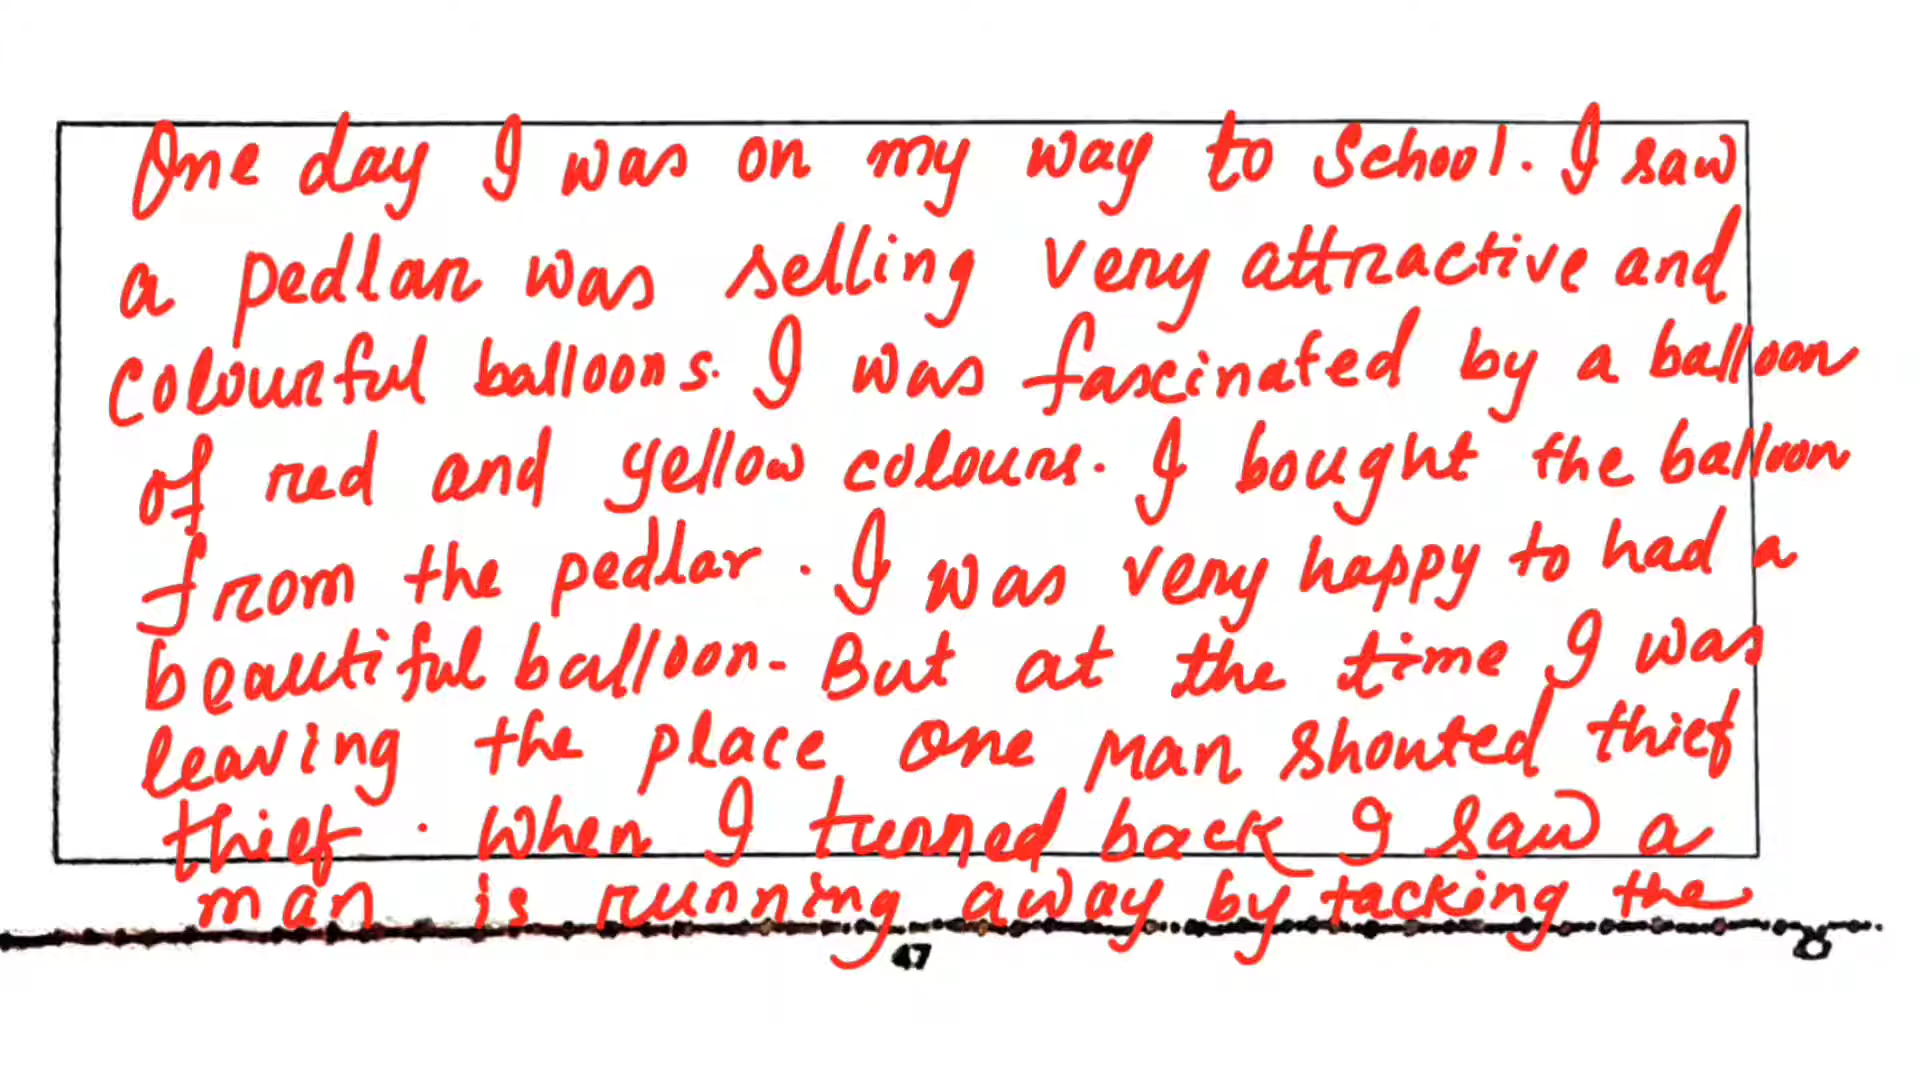 One day I was on my way to School. I saw
a pedlar was selling very attractive and
colourful balloons. I was fascinated by a balloon
of red and yellow colours. I bought the balloon
from the pedlar. I was very happy to had a
beautiful balloon. But at the time I was
leaving the place one man shouted thief
thief. When I turned back I saw a
man is running away by tacking the
47